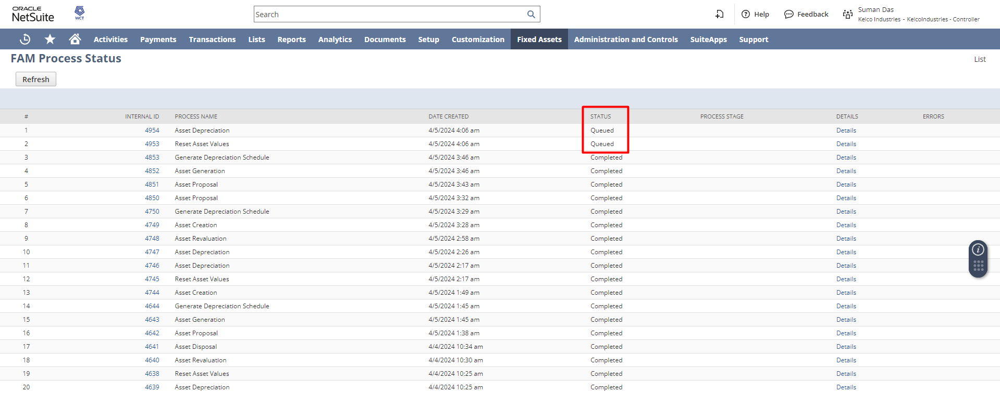 ORACLE
NetSuite
WCT
Search
Help
Feedback
Suman Das
Kelco Industries - KelcoIndustries - Controller
Activities Payments Transactions Lists Reports Analytics Documents Setup Customization Fixed Assets Administration and Controls SuiteApps Support
FAM Process Status
List
Refresh
# INTERNAL ID PROCESS NAME DATE CREATED STATUS PROCESS STAGE DETAILS ERRORS
1 4954 Asset Depreciation 4/5/2024 4:06 am Queued Details
2 4953 Reset Asset Values 4/5/2024 4:06 am Queued Details
3 4853 Generate Depreciation Schedule 4/5/2024 3:46 am Completed Details
4 4852 Asset Generation 4/5/2024 3:46 am Completed Details
5 4851 Asset Proposal 4/5/2024 3:43 am Completed Details
6 4850 Asset Proposal 4/5/2024 3:32 am Completed Details
7 4750 Generate Depreciation Schedule 4/5/2024 3:29 am Completed Details
8 4749 Asset Creation 4/5/2024 3:28 am Completed Details
9 4748 Asset Revaluation 4/5/2024 2:58 am Completed Details
10 4747 Asset Depreciation 4/5/2024 2:26 am Completed Details
11 4746 Asset Depreciation 4/5/2024 2:17 am Completed Details
12 4745 Reset Asset Values 4/5/2024 2:17 am Completed Details
13 4744 Asset Creation 4/5/2024 1:49 am Completed Details
14 4644 Generate Depreciation Schedule 4/5/2024 1:45 am Completed Details
15 4643 Asset Generation 4/5/2024 1:45 am Completed Details
16 4642 Asset Proposal 4/5/2024 1:38 am Completed Details
17 4641 Asset Disposal 4/4/2024 10:34 am Completed Details
18 4640 Asset Revaluation 4/4/2024 10:30 am Completed Details
19 4638 Reset Asset Values 4/4/2024 10:25 am Completed Details
20 4639 Asset Depreciation 4/4/2024 10:25 am Completed Details